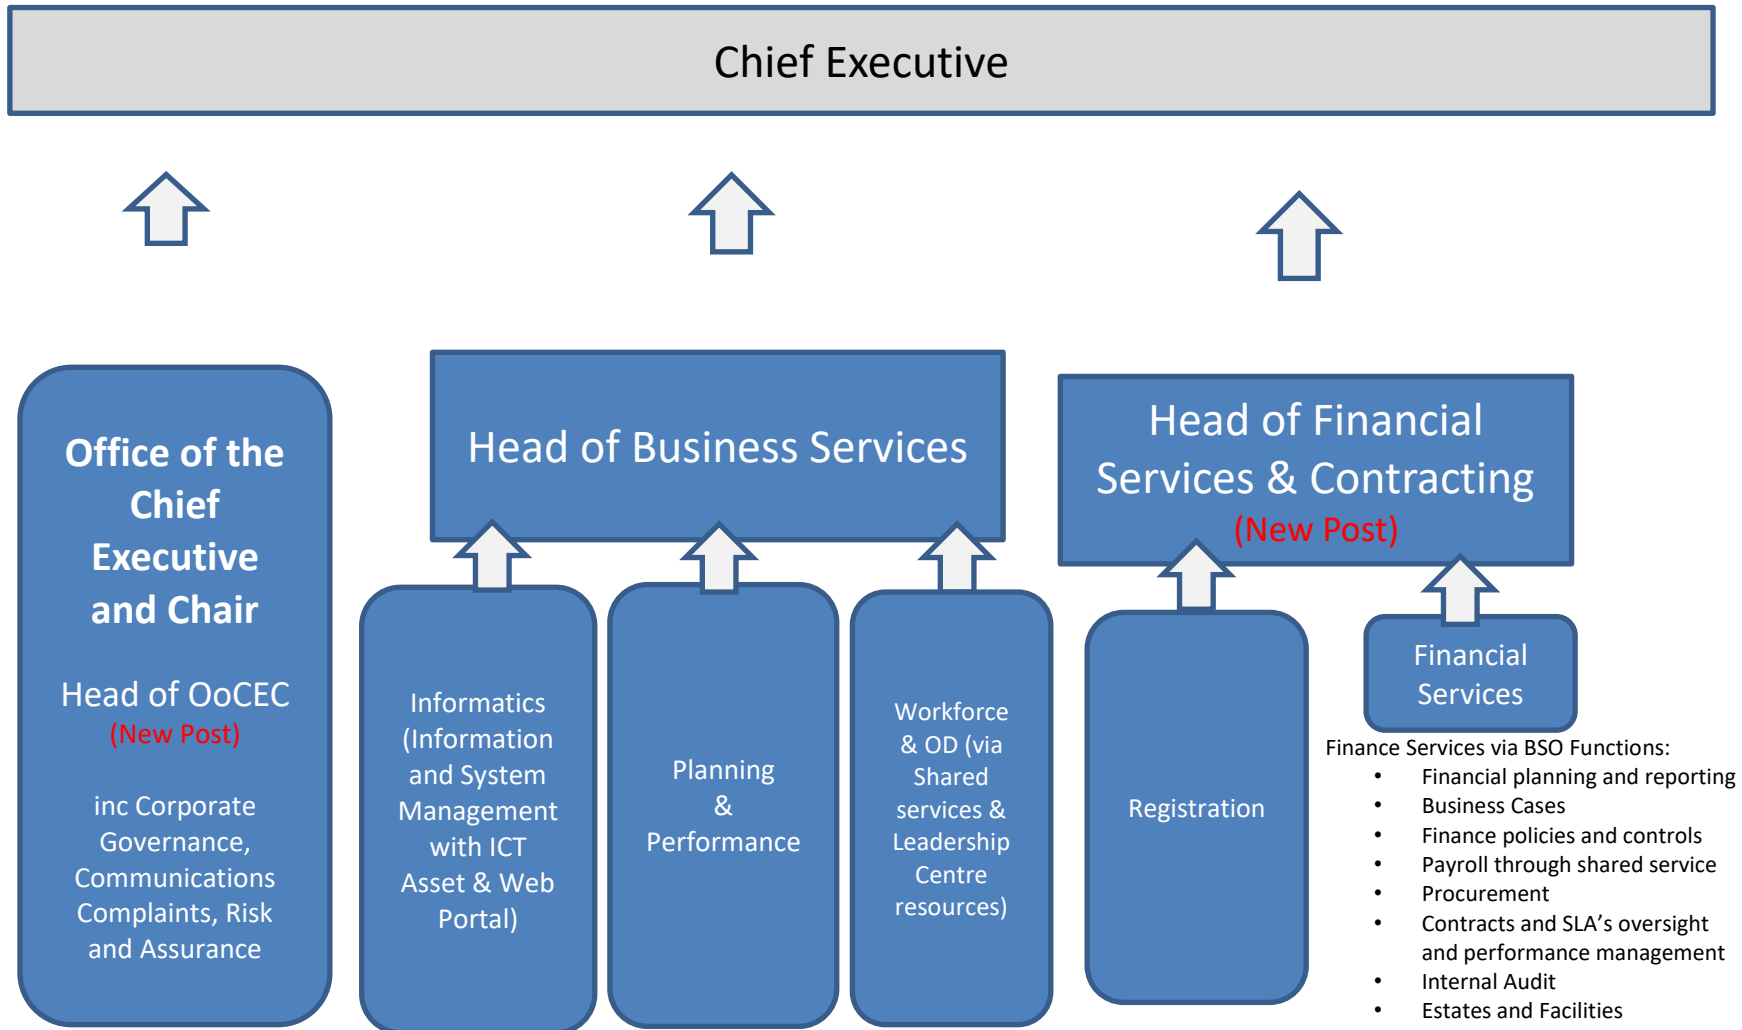 Chief Executive
Office of the
Chief
Executive
and Chair
Head of OoCEC
(New Post)
inc Corporate
Governance,
Communications
Complaints, Risk
and Assurance
Head of Business Services
Informatics
(Information
and System
Management
with ICT
Asset & Web
Portal)
Planning
&
Performance
Workforce
& OD (via
Shared
services &
Leadership
Centre
resources)
Head of Financial
Services & Contracting
(New Post)
Registration
Financial
Services
Finance Services via BSO Functions:
• Financial planning and reporting
• Business Cases
• Finance policies and controls
• Payroll through shared service
• Procurement
• Contracts and SLA’s oversight
and performance management
• Internal Audit
• Estates and Facilities